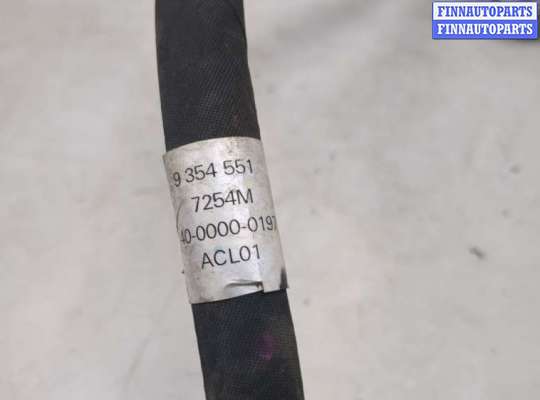 FINNAUTOPARTS
FINNAUTOPARTS
9 354 551
7254M
40-0000-0197
ACL01